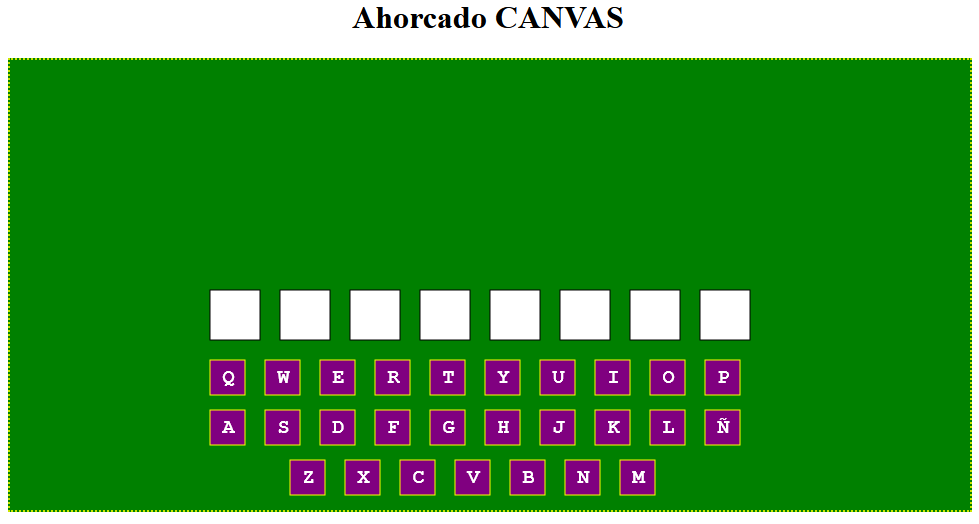 Ahorcado CANVAS
Q W E R T Y U I O P
A S D F G H J K L Ñ
Z X C V B N M